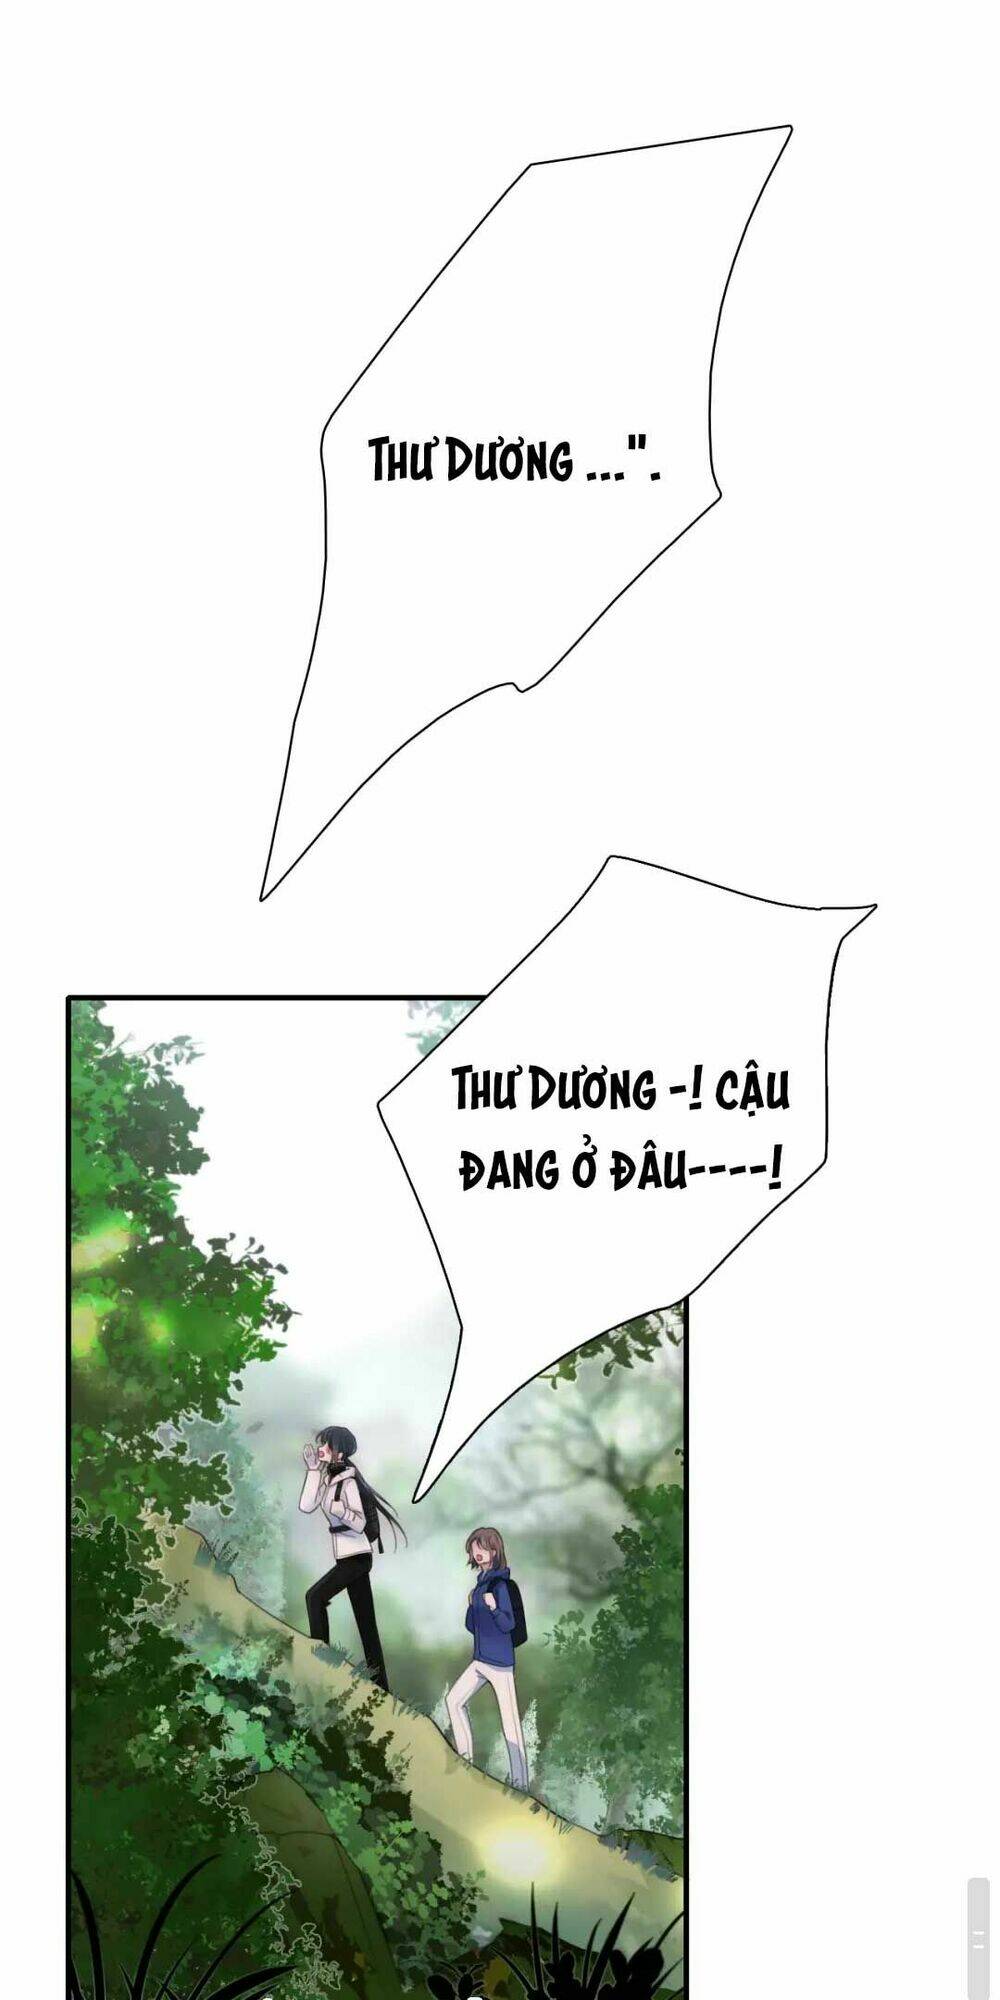 THƯ DƯƠNG ...".
THƯ DƯƠNG -! CẬU
ĐANG Ở ĐÂU----!